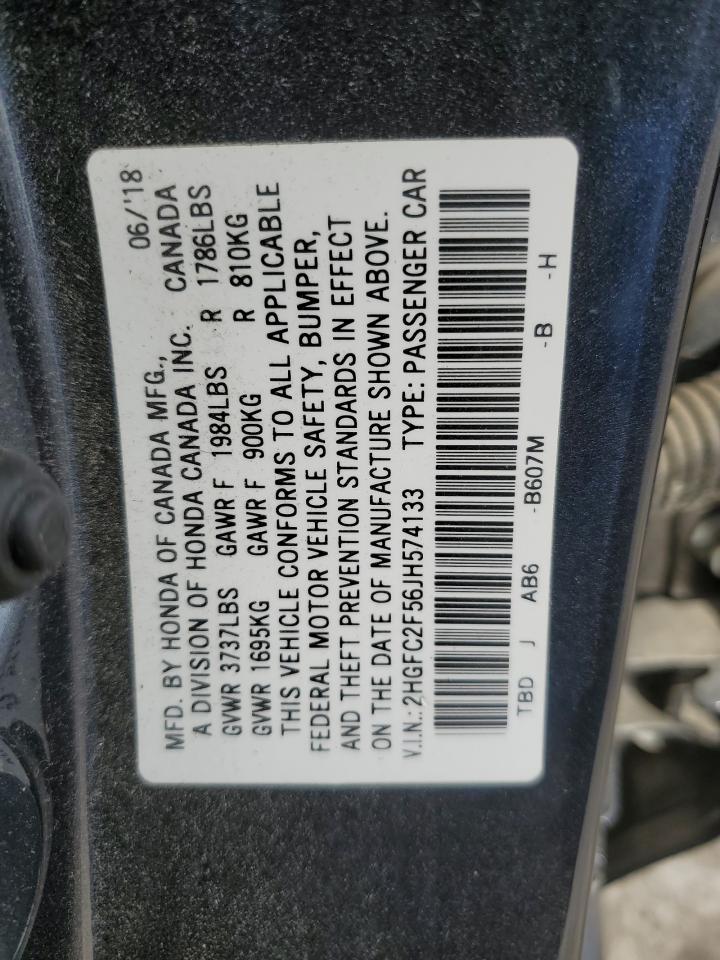 MFD. BY HONDA OF CANADA MFG., 06/'18
A DIVISION OF HONDA CANADA INC. CANADA
GVWR 3737LBS GAWR F 1984LBS R 1786LBS
GVWR 1695KG GAWR F 900KG R 810KG
THIS VEHICLE CONFORMS TO ALL APPLICABLE
FEDERAL MOTOR VEHICLE SAFETY, BUMPER,
AND THEFT PREVENTION STANDARDS IN EFFECT
ON THE DATE OF MANUFACTURE SHOWN ABOVE.
V.I.N.: 2HGFC2F56JH574133 TYPE: PASSENGER CAR
TBD J AB6 -B607M -B -H